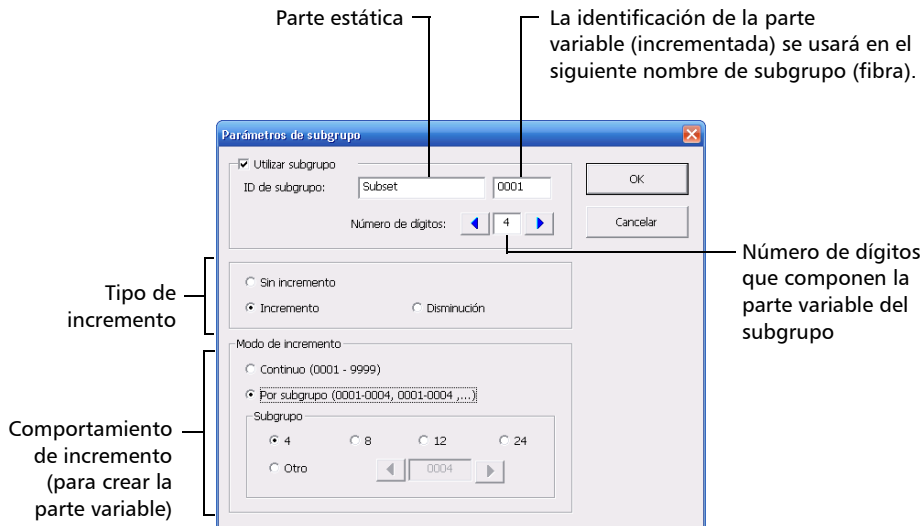 Parte estática
La identificación de la parte
variable (incrementada) se usará en el
siguiente nombre de subgrupo (fibra).
Parámetros de subgrupo
Utilizar subgrupo
ID de subgrupo: Subset 0001
OK
Número de dígitos: 4
Cancelar
Número de dígitos
que componen la
parte variable del
subgrupo
Tipo de
incremento
Sin incremento
Incremento Disminución
Modo de incremento
Continuo (0001 - 9999)
Por subgrupo (0001-0004, 0001-0004 ,...)
Subgrupo
4 8 12 24
Otro 0004
Comportamiento
de incremento
(para crear la
parte variable)